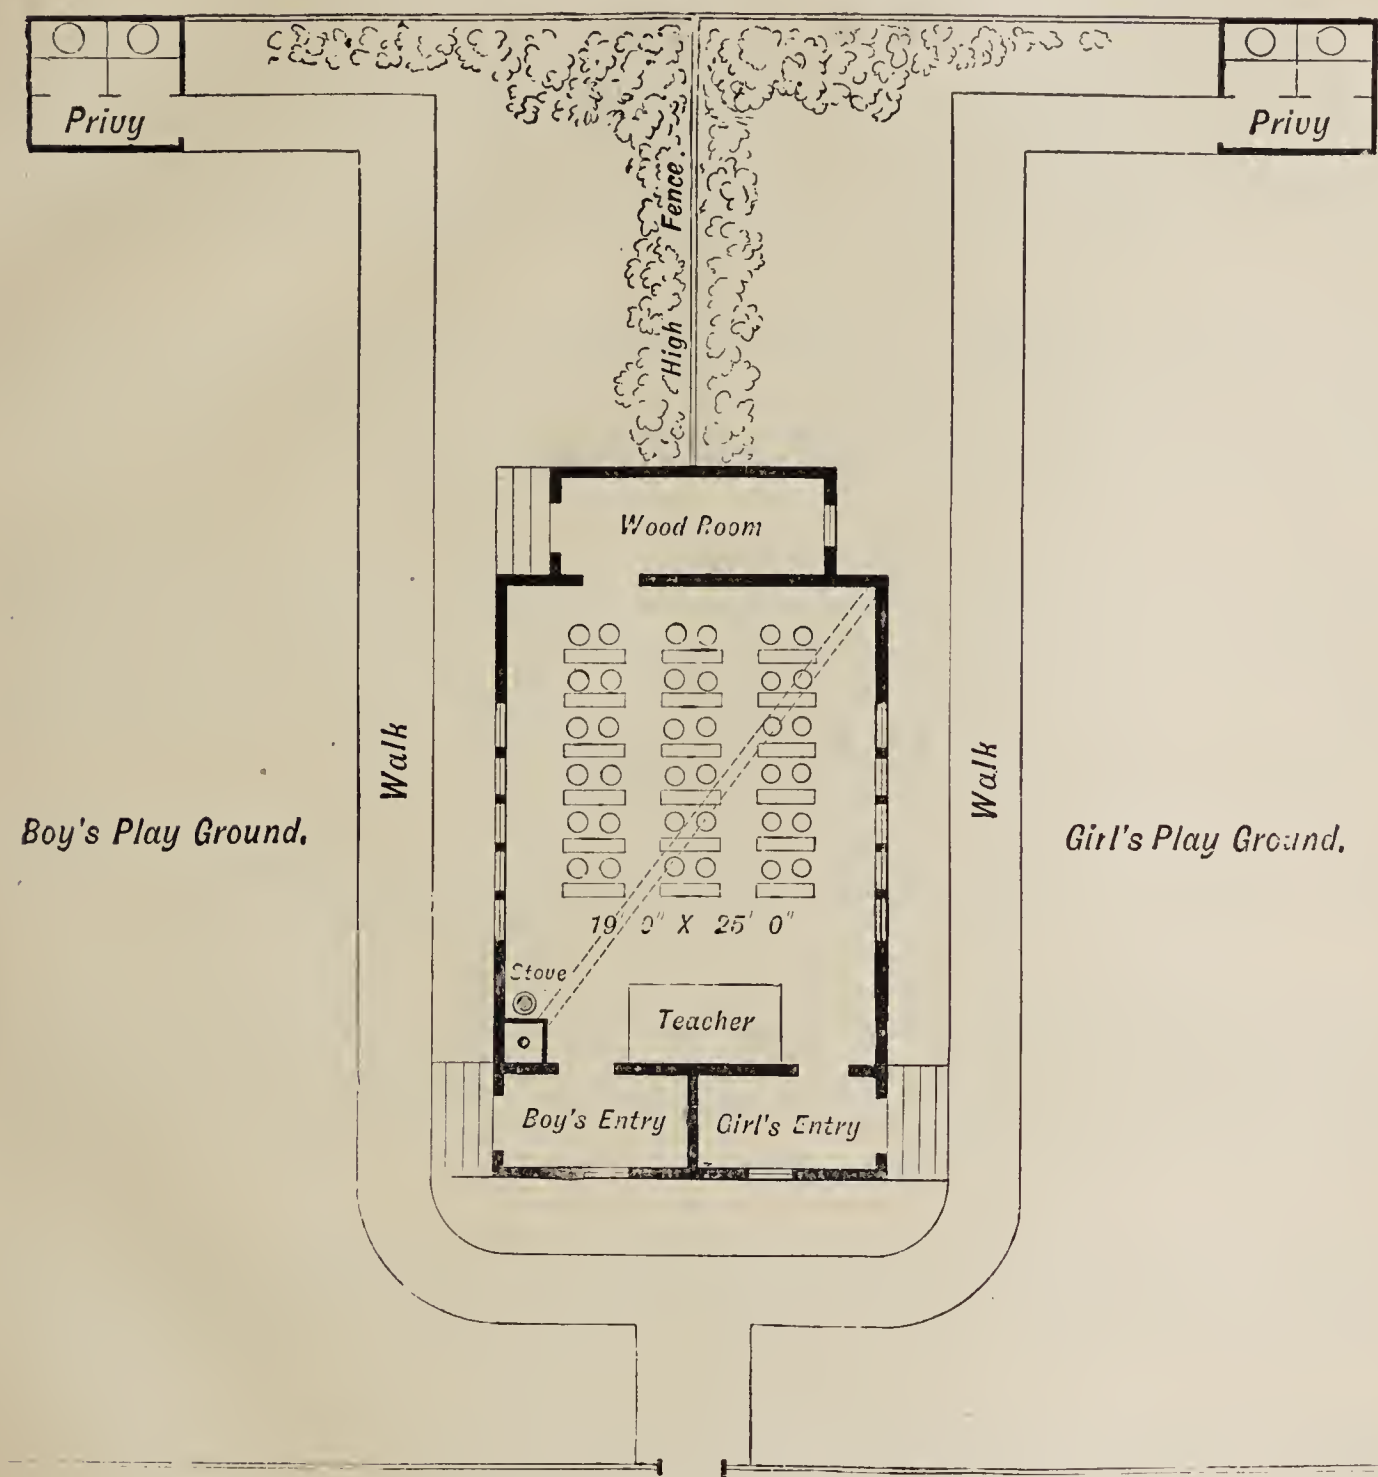 Privy
Privy
High Fence.
Wood Room
Walk
Walk
Boy's Play Ground.
Girl's Play Ground.
19' 0" X 25' 0"
Stove
Teacher
Boy's Entry
Girl's Entry